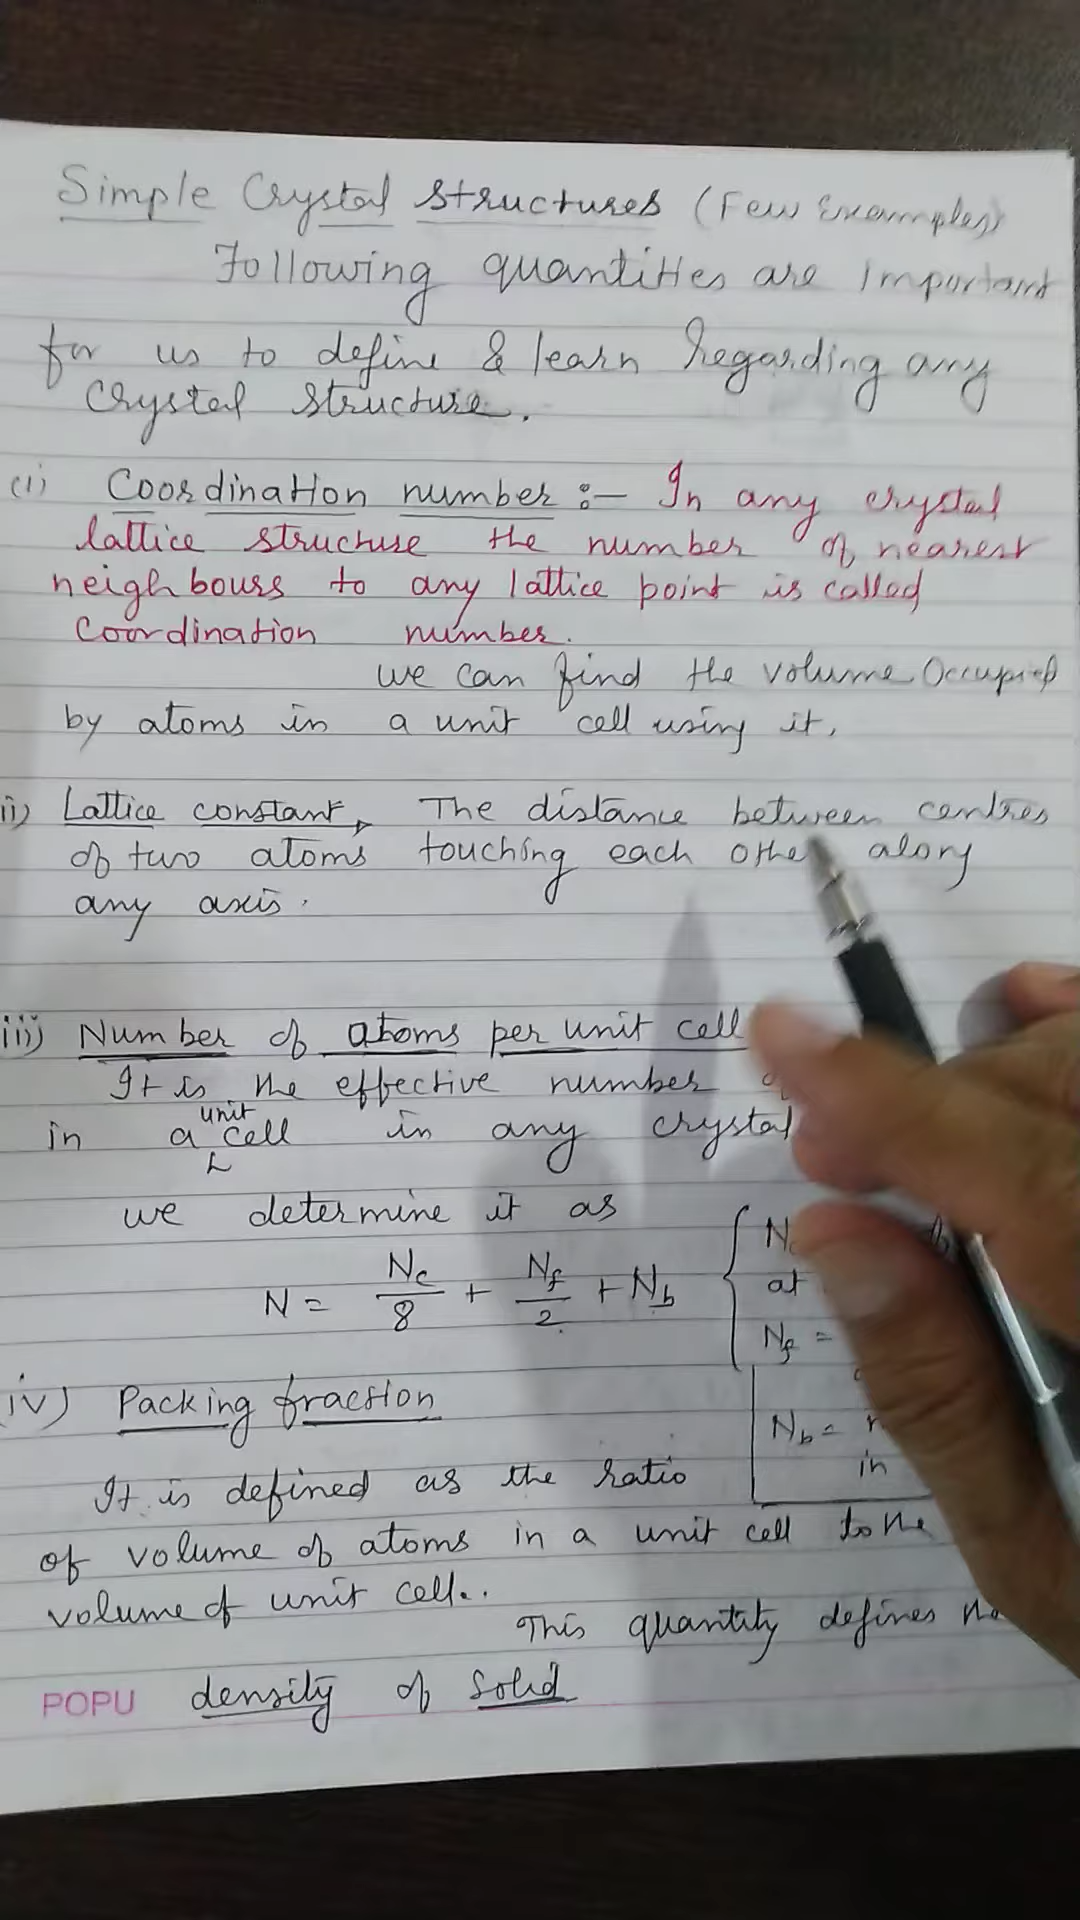 Simple Crystal Structures (Few Examples)
Following quantities are important
for us to define & learn regarding any
Crystal structure.
(i) Coordination number :- In any crystal
lattice structure the number of nearest
neighbours to any lattice point is called
Coordination number.
we can find the volume Occupied
by atoms in a unit cell using it.
ii) Lattice constant, The distance between centres
of two atoms touching each other along
any axis.
iii) Number of atoms per unit cell
It is the effective number
in a unit cell in any crystal
we determine it as
N = Nc/8 + Nf/2 + Nb
Nc
at
Nf =
Nb =
in
(iv) Packing fraction
It is defined as the ratio
of volume of atoms in a unit cell to the
volume of unit cell..
This quantity defines the
POPU density of solid